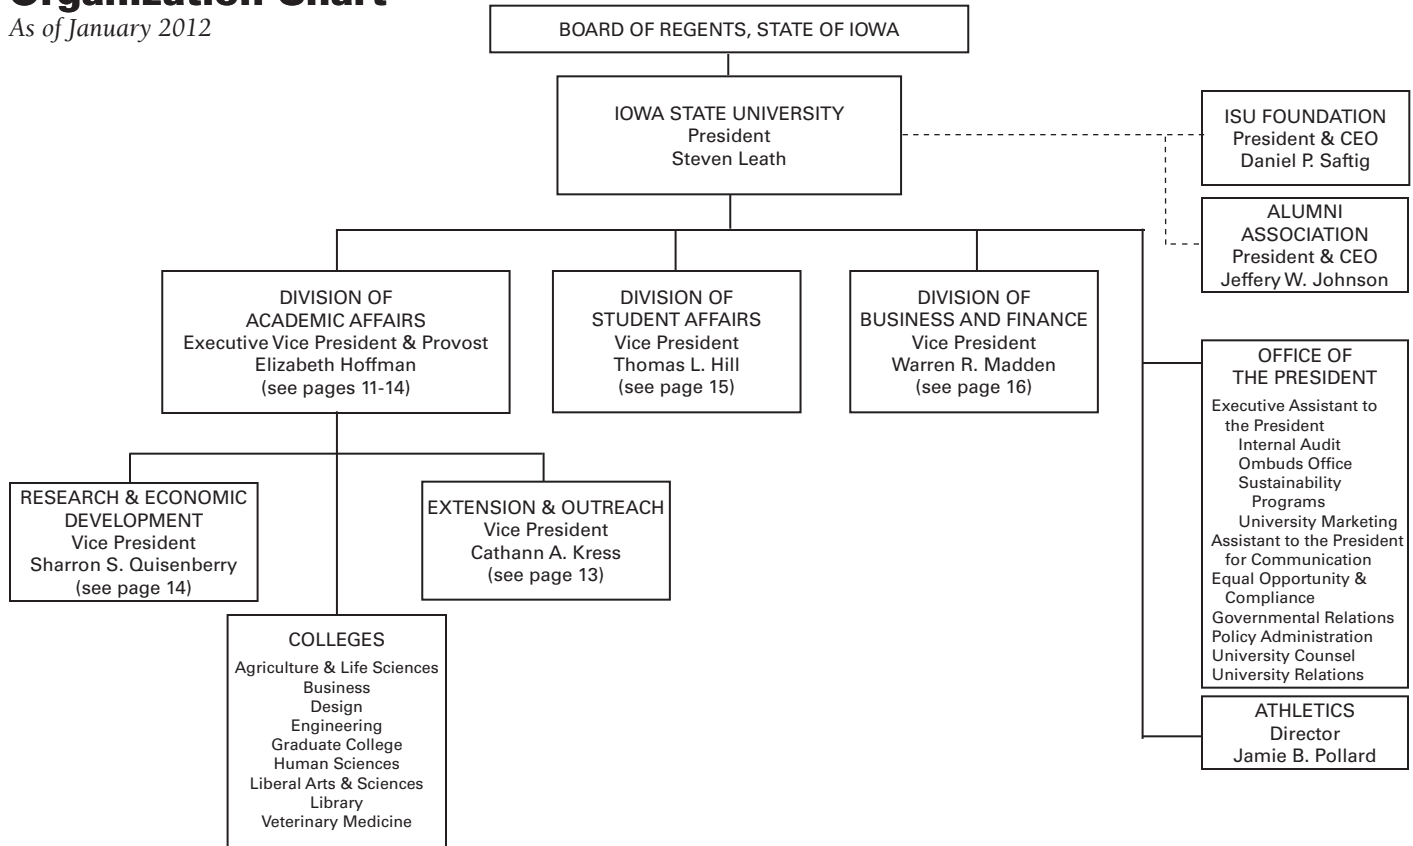 Organization Chart
As of January 2012
BOARD OF REGENTS, STATE OF IOWA
IOWA STATE UNIVERSITY
President
Steven Leath
ISU FOUNDATION
President & CEO
Daniel P. Saftig
ALUMNI
ASSOCIATION
President & CEO
Jeffery W. Johnson
DIVISION OF
ACADEMIC AFFAIRS
Executive Vice President & Provost
Elizabeth Hoffman
(see pages 11-14)
DIVISION OF
STUDENT AFFAIRS
Vice President
Thomas L. Hill
(see page 15)
DIVISION OF
BUSINESS AND FINANCE
Vice President
Warren R. Madden
(see page 16)
OFFICE OF
THE PRESIDENT
Executive Assistant to
the President
Internal Audit
Ombuds Office
Sustainability
Programs
University Marketing
Assistant to the President
for Communication
Equal Opportunity &
Compliance
Governmental Relations
Policy Administration
University Counsel
University Relations
RESEARCH & ECONOMIC
DEVELOPMENT
Vice President
Sharron S. Quisenberry
(see page 14)
EXTENSION & OUTREACH
Vice President
Cathann A. Kress
(see page 13)
COLLEGES
Agriculture & Life Sciences
Business
Design
Engineering
Graduate College
Human Sciences
Liberal Arts & Sciences
Library
Veterinary Medicine
ATHLETICS
Director
Jamie B. Pollard